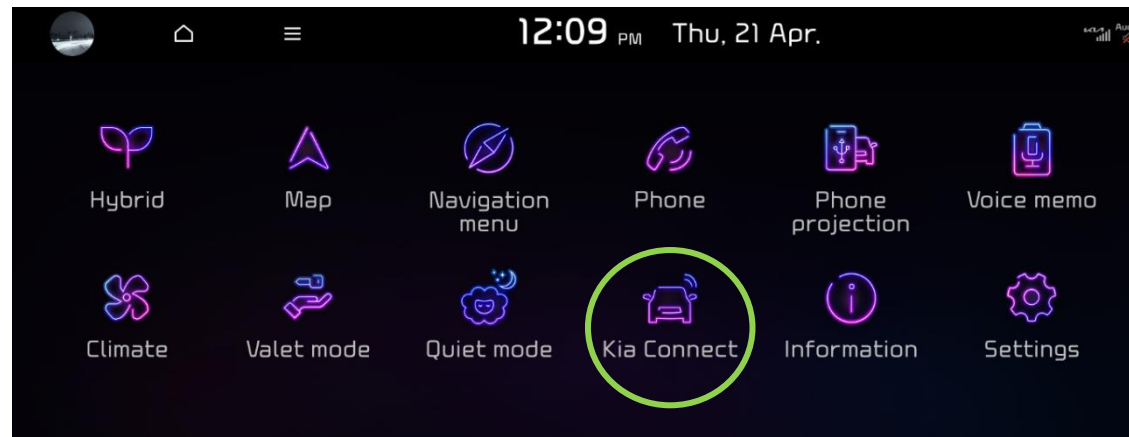 12:09 PM Thu, 21 Apr.
Hybrid
Map
Navigation
menu
Phone
Phone
projection
Voice memo
Climate
Valet mode
Quiet mode
Kia Connect
Information
Settings